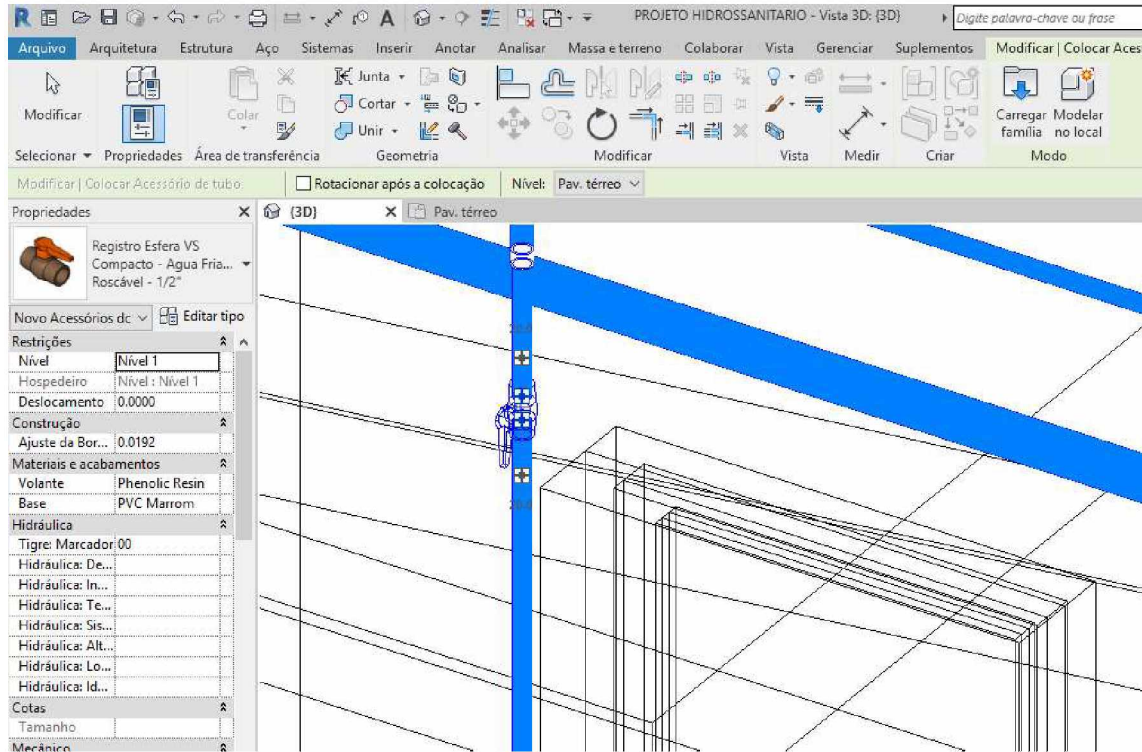 PROJETO HIDROSSANITARIO - Vista 3D: {3D}
Digite palavra-chave ou frase
Arquivo Arquitetura Estrutura Aço Sistemas Inserir Anotar Analisar Massa e terreno Colaborar Vista Gerenciar Suplementos Modificar | Colocar Aces
Junta
Modificar Colar Cortar Carregar família Modelar no local
Unir
Selecionar Propriedades Área de transferência Geometria Modificar Vista Medir Criar Modo
Modificar | Colocar Acessório de tubo Rotacionar após a colocação Nível: Pav. térreo
Propriedades {3D} Pav. térreo
Registro Esfera VS
Compacto - Agua Fria...
Roscável - 1/2"
Novo Acessórios dc Editar tipo
Restrições
Nível Nível 1
Hospedeiro Nível : Nível 1
Deslocamento 0.0000
Construção
Ajuste da Bor... 0.0192
Materiais e acabamentos
Volante Phenolic Resin
Base PVC Marrom
Hidráulica
Tigre: Marcador 00
Hidráulica: De...
Hidráulica: In...
Hidráulica: Te...
Hidráulica: Sis...
Hidráulica: Alt...
Hidráulica: Lo...
Hidráulica: Id...
Cotas
Tamanho
Mecânico